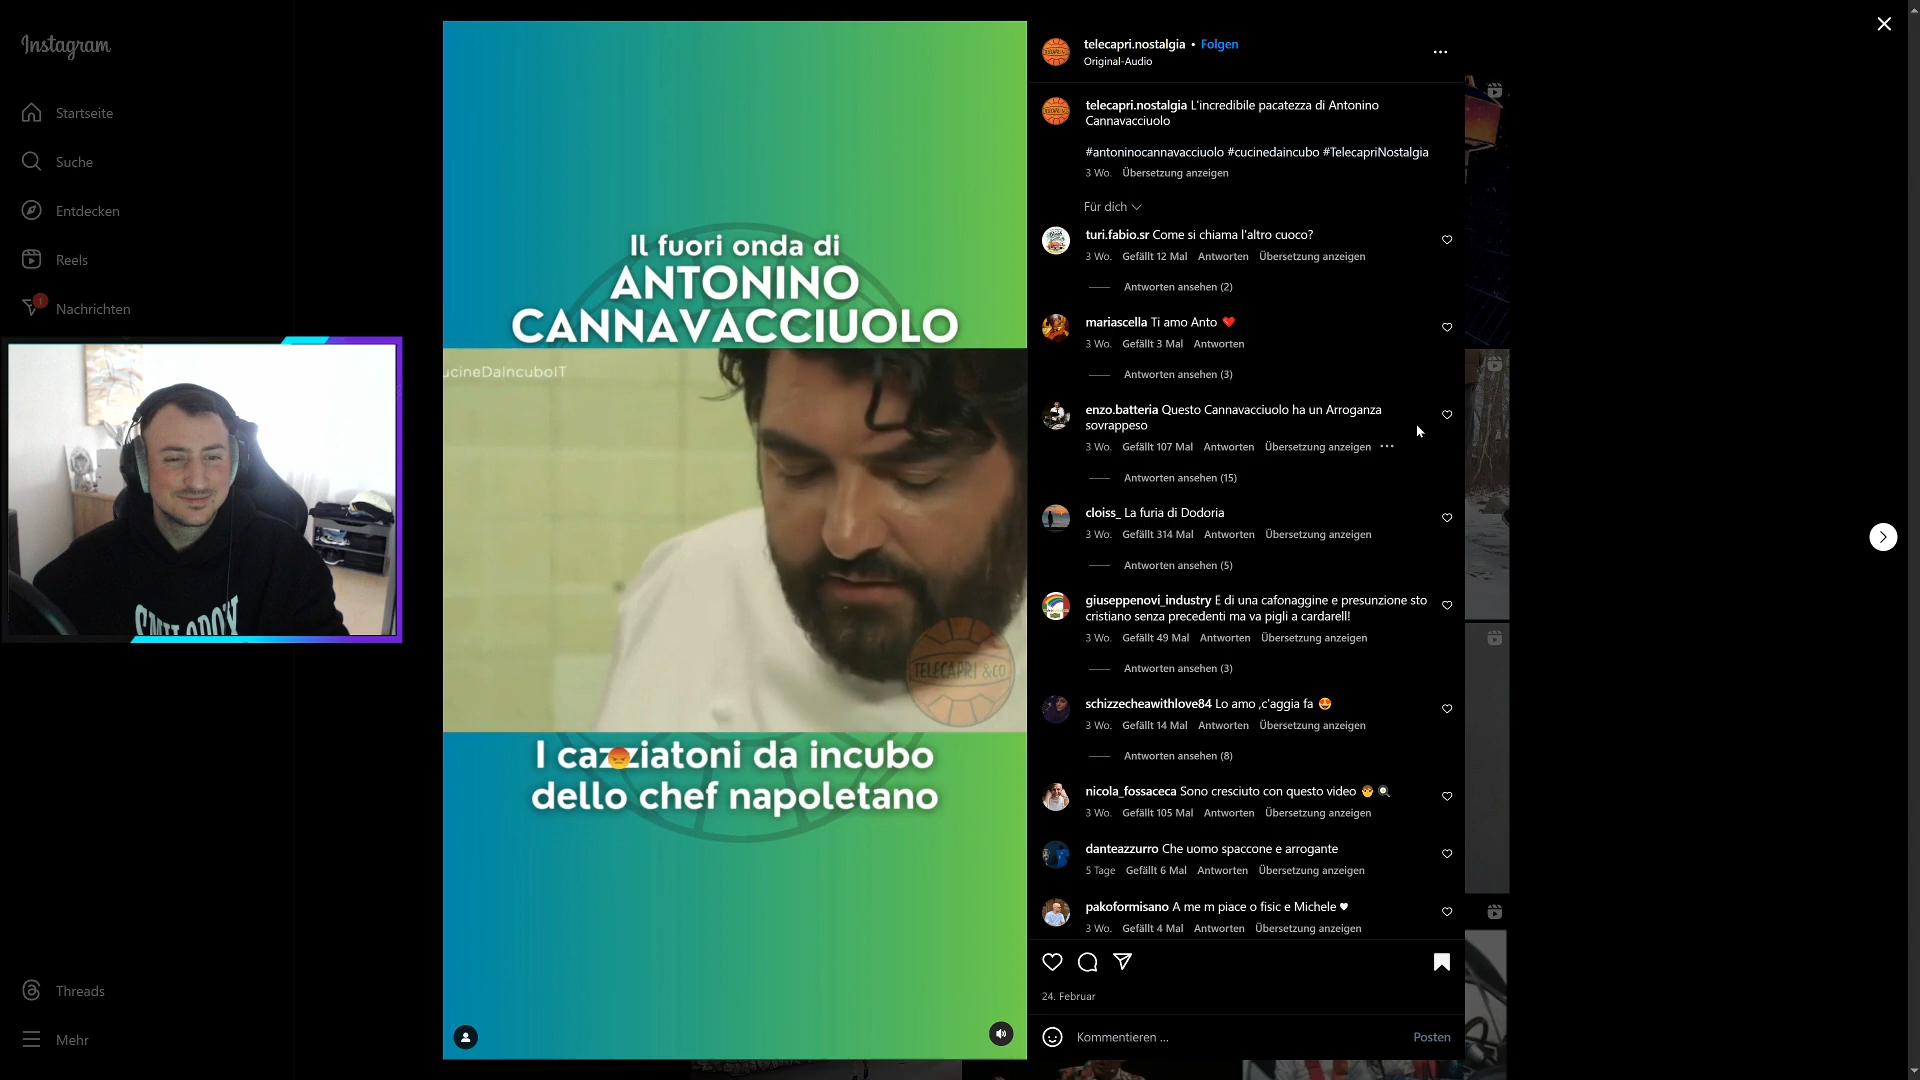 Instagram
Startseite
Suche
Entdecken
Reels
1
Nachrichten
Threads
Mehr
Il fuori onda di
ANTONINO
CANNAVACCIUOLO
ucineDaIncuboIT
TELECAPRI &CO
I cazziatoni da incubo
dello chef napoletano
telecapri.nostalgia • Folgen
Original-Audio
telecapri.nostalgia L'incredibile pacatezza di Antonino
Cannavacciuolo
#antoninocannavacciuolo #cucinedaincubo #TelecapriNostalgia
3 Wo. Übersetzung anzeigen
Für dich
turi.fabio.sr Come si chiama l'altro cuoco?
3 Wo. Gefällt 12 Mal Antworten Übersetzung anzeigen
Antworten ansehen (2)
mariascella Ti amo Anto ❤️
3 Wo. Gefällt 3 Mal Antworten
Antworten ansehen (3)
enzo.batteria Questo Cannavacciuolo ha un Arroganza
sovrappeso
3 Wo. Gefällt 107 Mal Antworten Übersetzung anzeigen
Antworten ansehen (15)
cloiss_ La furia di Dodoria
3 Wo. Gefällt 314 Mal Antworten Übersetzung anzeigen
Antworten ansehen (5)
giuseppenovi_industry E di una cafonaggine e presunzione sto
cristiano senza precedenti ma va pigli a cardarell!
3 Wo. Gefällt 49 Mal Antworten Übersetzung anzeigen
Antworten ansehen (3)
schizzecheawithlove84 Lo amo ,c'aggia fa 🤩
3 Wo. Gefällt 14 Mal Antworten Übersetzung anzeigen
Antworten ansehen (8)
nicola_fossaceca Sono cresciuto con questo video
3 Wo. Gefällt 105 Mal Antworten Übersetzung anzeigen
danteazzurro Che uomo spaccone e arrogante
5 Tage Gefällt 6 Mal Antworten Übersetzung anzeigen
pakoformisano A me m piace o fisic e Michele ♥
3 Wo. Gefällt 4 Mal Antworten Übersetzung anzeigen
24. Februar
Kommentieren ...
Posten